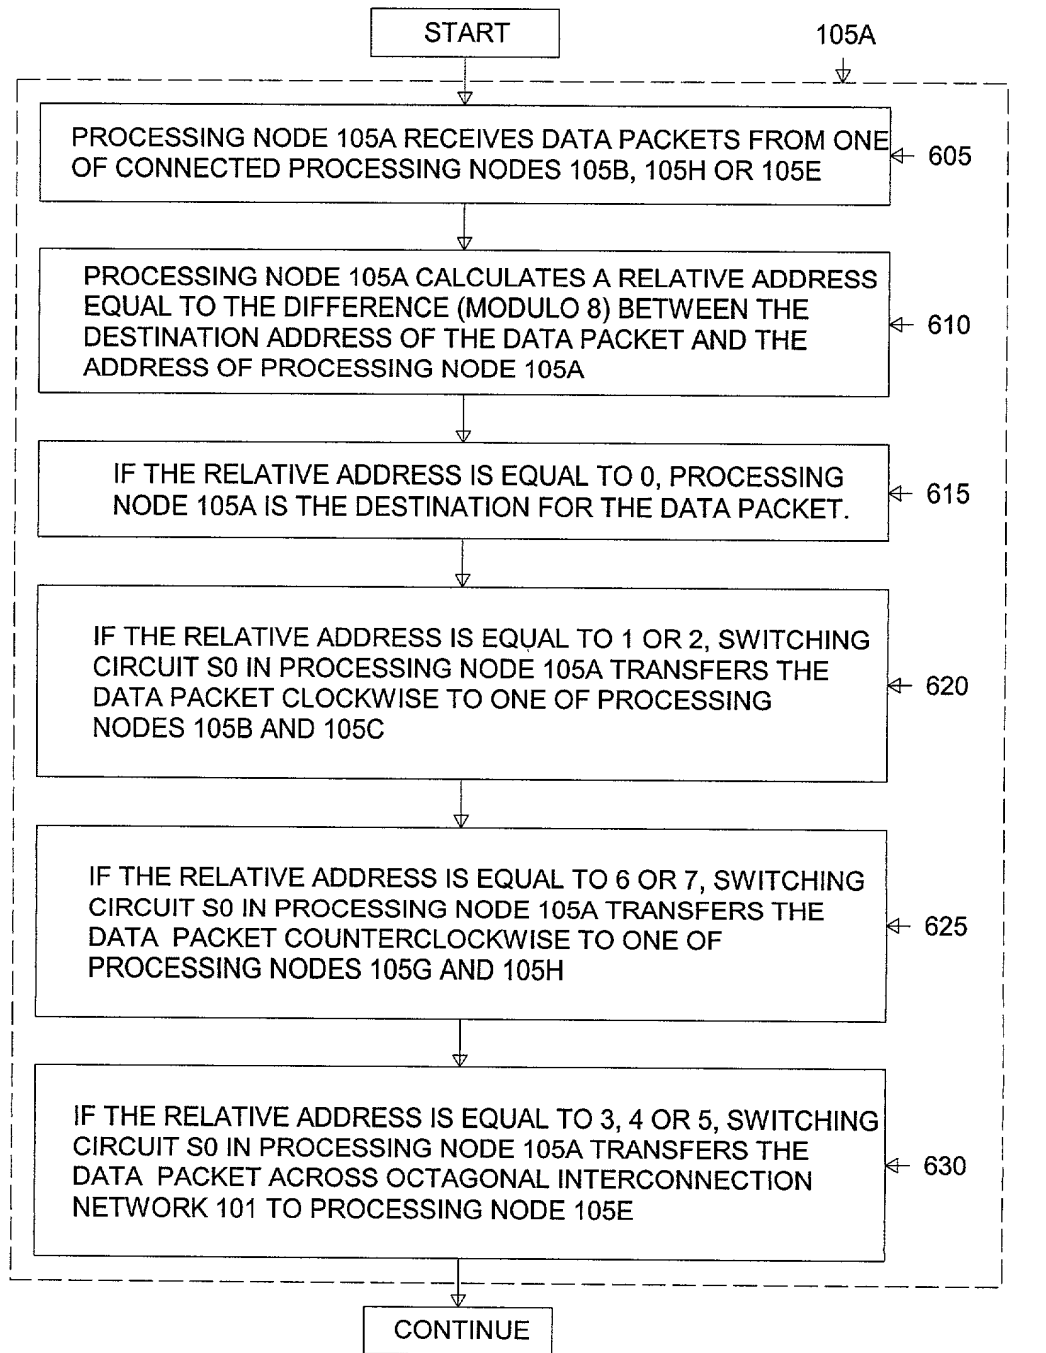 START
105A
PROCESSING NODE 105A RECEIVES DATA PACKETS FROM ONE
OF CONNECTED PROCESSING NODES 105B, 105H OR 105E
605
PROCESSING NODE 105A CALCULATES A RELATIVE ADDRESS
EQUAL TO THE DIFFERENCE (MODULO 8) BETWEEN THE
DESTINATION ADDRESS OF THE DATA PACKET AND THE
ADDRESS OF PROCESSING NODE 105A
610
IF THE RELATIVE ADDRESS IS EQUAL TO 0, PROCESSING
NODE 105A IS THE DESTINATION FOR THE DATA PACKET.
615
IF THE RELATIVE ADDRESS IS EQUAL TO 1 OR 2, SWITCHING
CIRCUIT S0 IN PROCESSING NODE 105A TRANSFERS THE
DATA PACKET CLOCKWISE TO ONE OF PROCESSING
NODES 105B AND 105C
620
IF THE RELATIVE ADDRESS IS EQUAL TO 6 OR 7, SWITCHING
CIRCUIT S0 IN PROCESSING NODE 105A TRANSFERS THE
DATA PACKET COUNTERCLOCKWISE TO ONE OF
PROCESSING NODES 105G AND 105H
625
IF THE RELATIVE ADDRESS IS EQUAL TO 3, 4 OR 5, SWITCHING
CIRCUIT S0 IN PROCESSING NODE 105A TRANSFERS THE
DATA PACKET ACROSS OCTAGONAL INTERCONNECTION
NETWORK 101 TO PROCESSING NODE 105E
630
CONTINUE